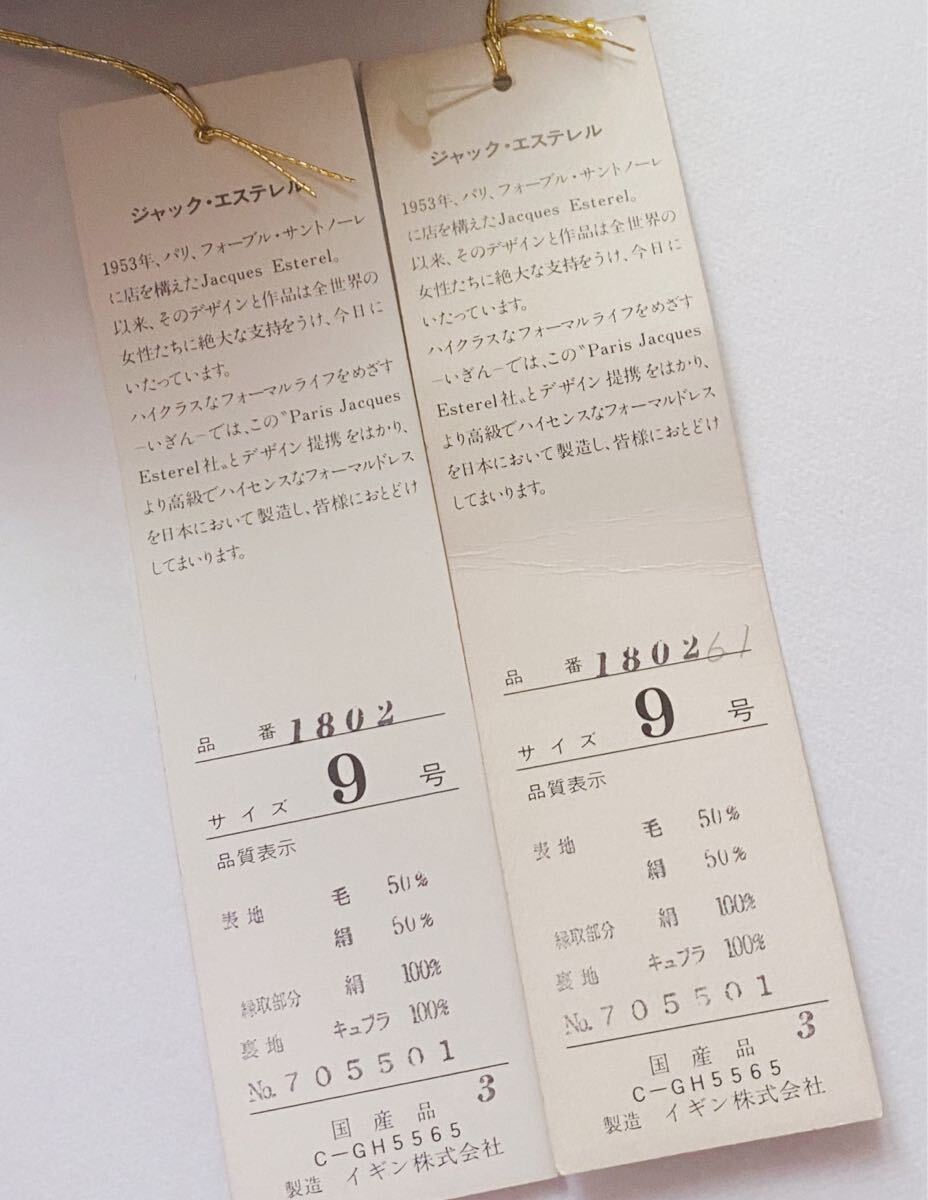 ジャック・エステレル
1953年、パリ、フォーブル・サントノーレ
に店を構えたJacques Esterel。
以来、そのデザインと作品は全世界の
女性たちに絶大な支持をうけ、今日に
いたっています。
ハイクラスなフォーマルライフをめざす
−いぎん−では、この〝Paris Jacques
Esterel社〟とデザイン提携をはかり、
より高級でハイセンスなフォーマルドレス
を日本において製造し、皆様におとどけ
してまいります。
品番 1802
サイズ 9 号
品質表示
表地 毛 50%
絹 50%
縁取部分 絹 100%
裏地 キュプラ 100%
No. 705501
3
国産品
C−GH5565
製造 イギン株式会社
ジャック・エステレル
1953年、パリ、フォーブル・サントノーレ
に店を構えたJacques Esterel。
以来、そのデザインと作品は全世界の
女性たちに絶大な支持をうけ、今日に
いたっています。
ハイクラスなフォーマルライフをめざす
−いぎん−では、この〝Paris Jacques
Esterel社〟とデザイン提携をはかり、
より高級でハイセンスなフォーマルドレス
を日本において製造し、皆様におとどけ
してまいります。
品番 1802 61
サイズ 9 号
品質表示
表地 毛 50%
絹 50%
縁取部分 絹 100%
裏地 キュプラ 100%
No. 705501
3
国産品
C−GH5565
製造 イギン株式会社